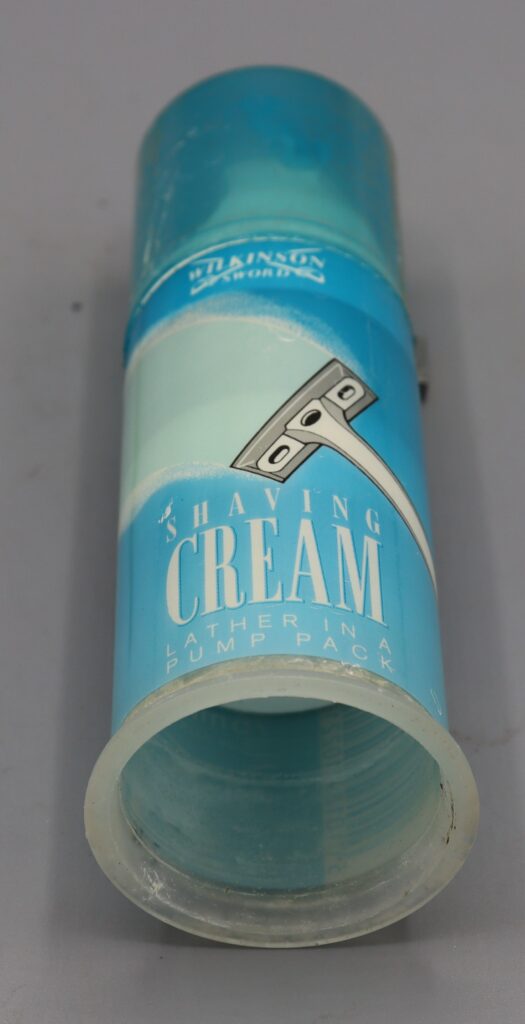 WILKINSON
SWORD
SHAVING
CREAM
LATHER IN A
PUMP PACK